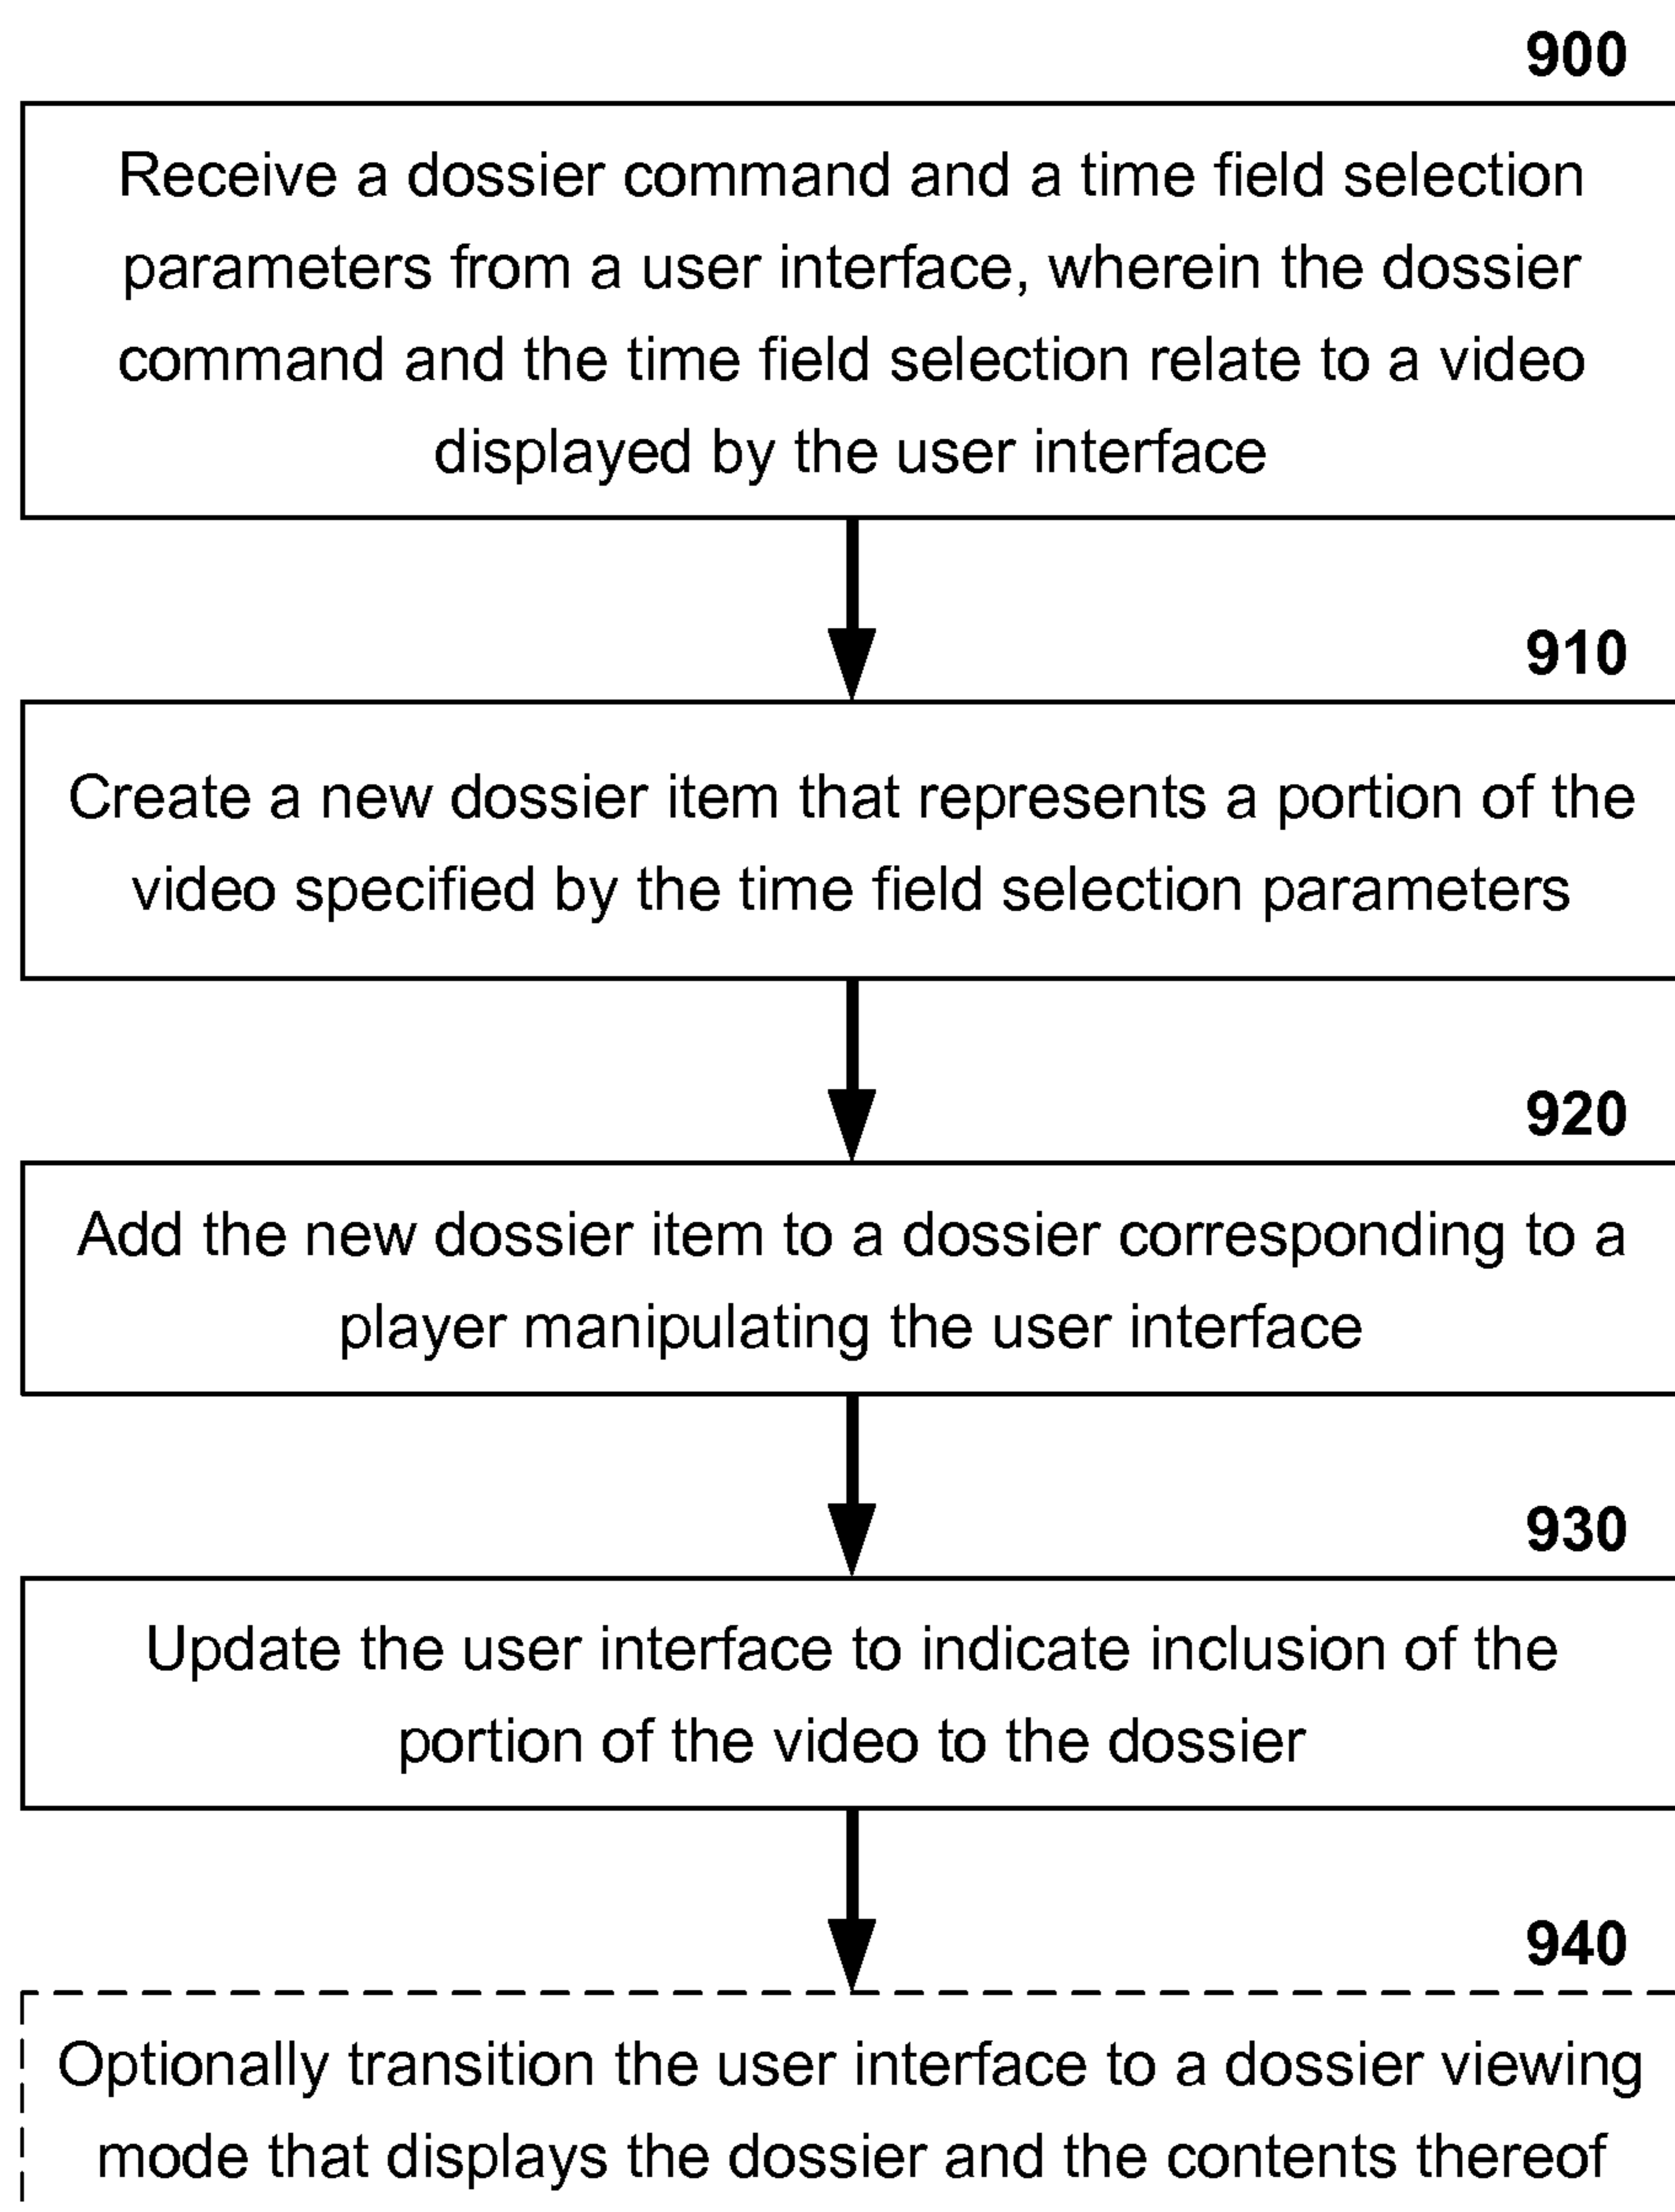 900
Receive a dossier command and a time field selection
parameters from a user interface, wherein the dossier
command and the time field selection relate to a video
displayed by the user interface
910
Create a new dossier item that represents a portion of the
video specified by the time field selection parameters
920
Add the new dossier item to a dossier corresponding to a
player manipulating the user interface
930
Update the user interface to indicate inclusion of the
portion of the video to the dossier
940
Optionally transition the user interface to a dossier viewing
mode that displays the dossier and the contents thereof